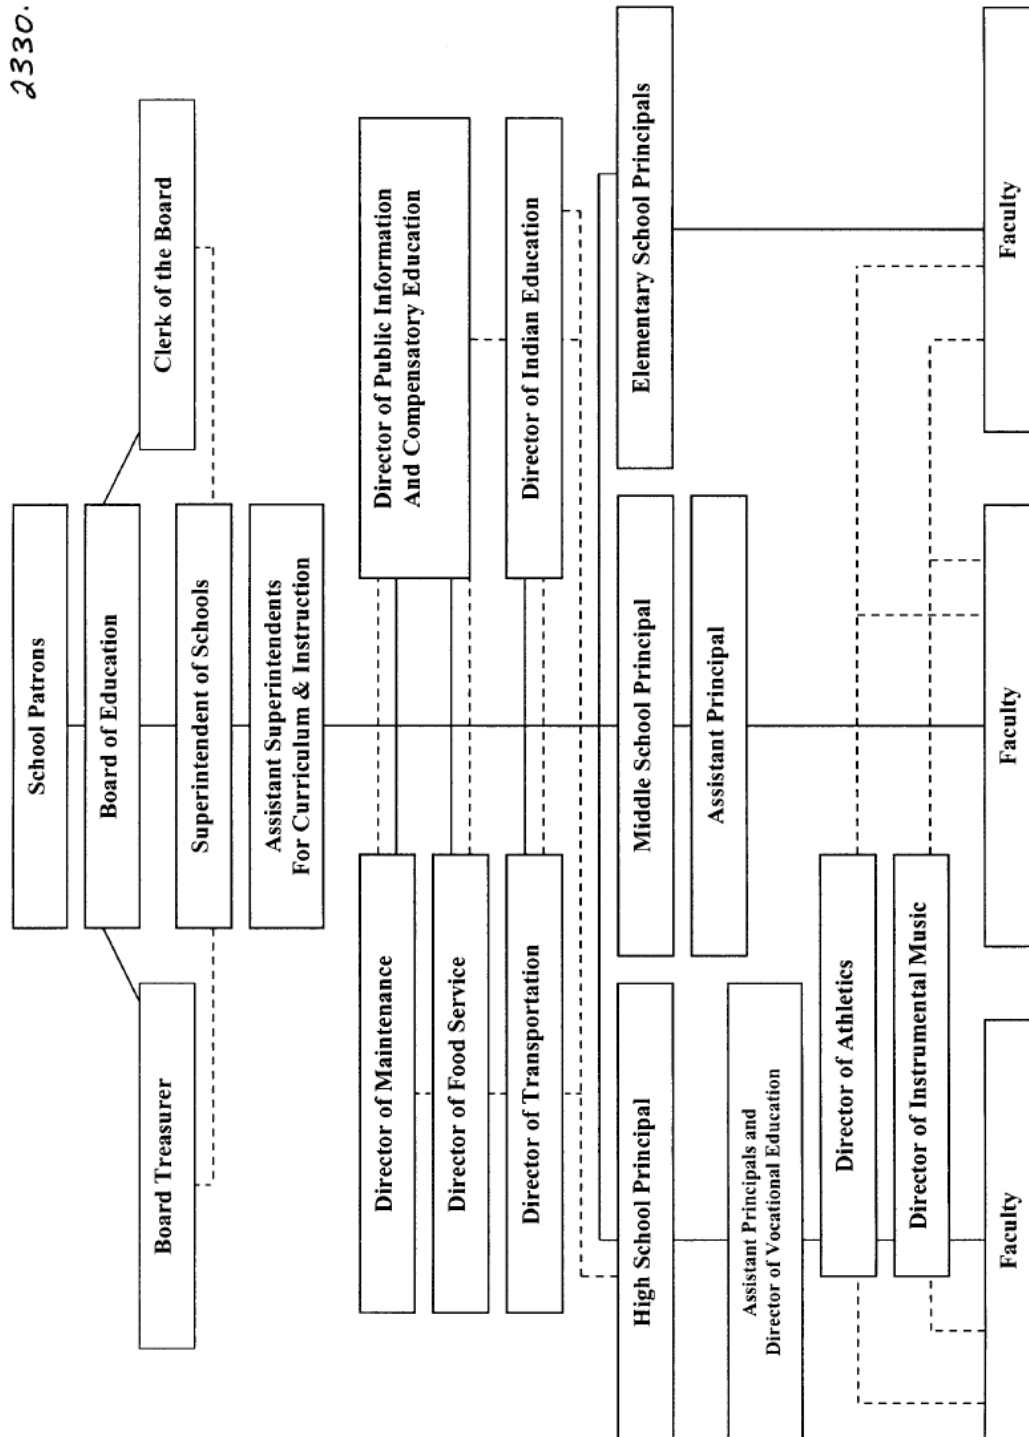 2330.
School Patrons
Board of Education
Board Treasurer
Clerk of the Board
Superintendent of Schools
Assistant Superintendents
For Curriculum & Instruction
Director of Maintenance
Director of Public Information
And Compensatory Education
Director of Food Service
Director of Transportation
Director of Indian Education
High School Principal
Middle School Principal
Elementary School Principals
Assistant Principals and
Director of Vocational Education
Assistant Principal
Director of Athletics
Director of Instrumental Music
Faculty
Faculty
Faculty